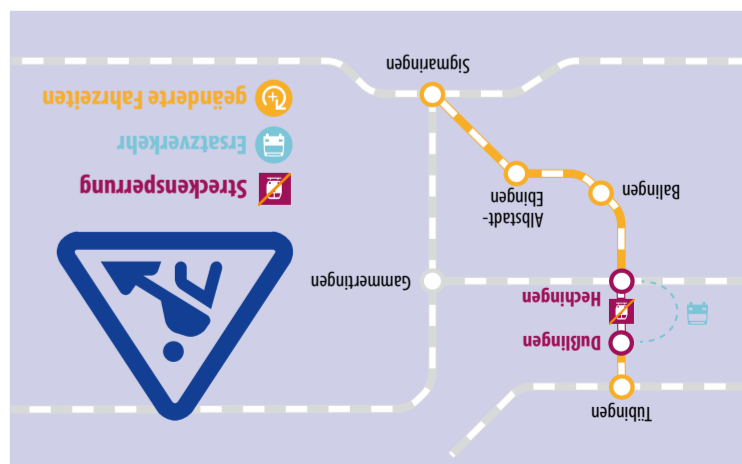 Tübingen
Dußlingen
Hechingen
Gammertingen
Balingen
Albstadt-
Ebingen
Sigmaringen
Streckensperrung
Ersatzverkehr
geänderte Fahrzeiten